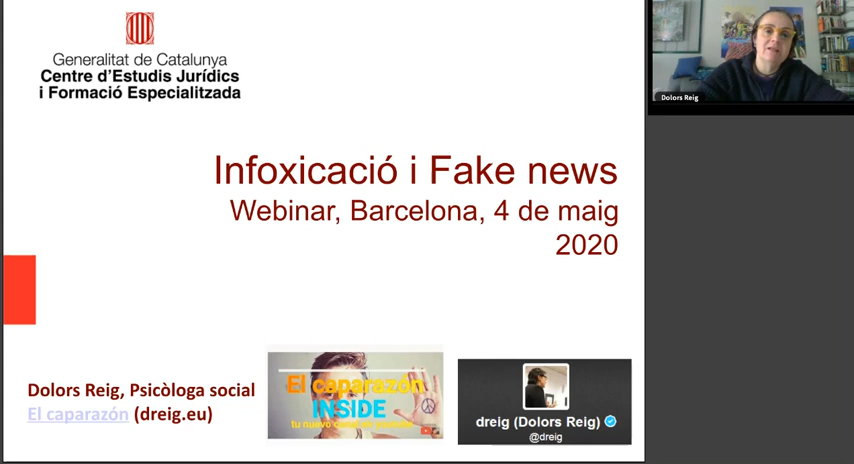 Generalitat de Catalunya
Centre d'Estudis Jurídics
i Formació Especialitzada
Dolors Reig
Infoxicació i Fake news
Webinar, Barcelona, 4 de maig
2020
Dolors Reig, Psicòloga social
El caparazón (dreig.eu)
El caparazón
INSIDE
tu nuevo canal en
dreig (Dolors Reig)
@dreig